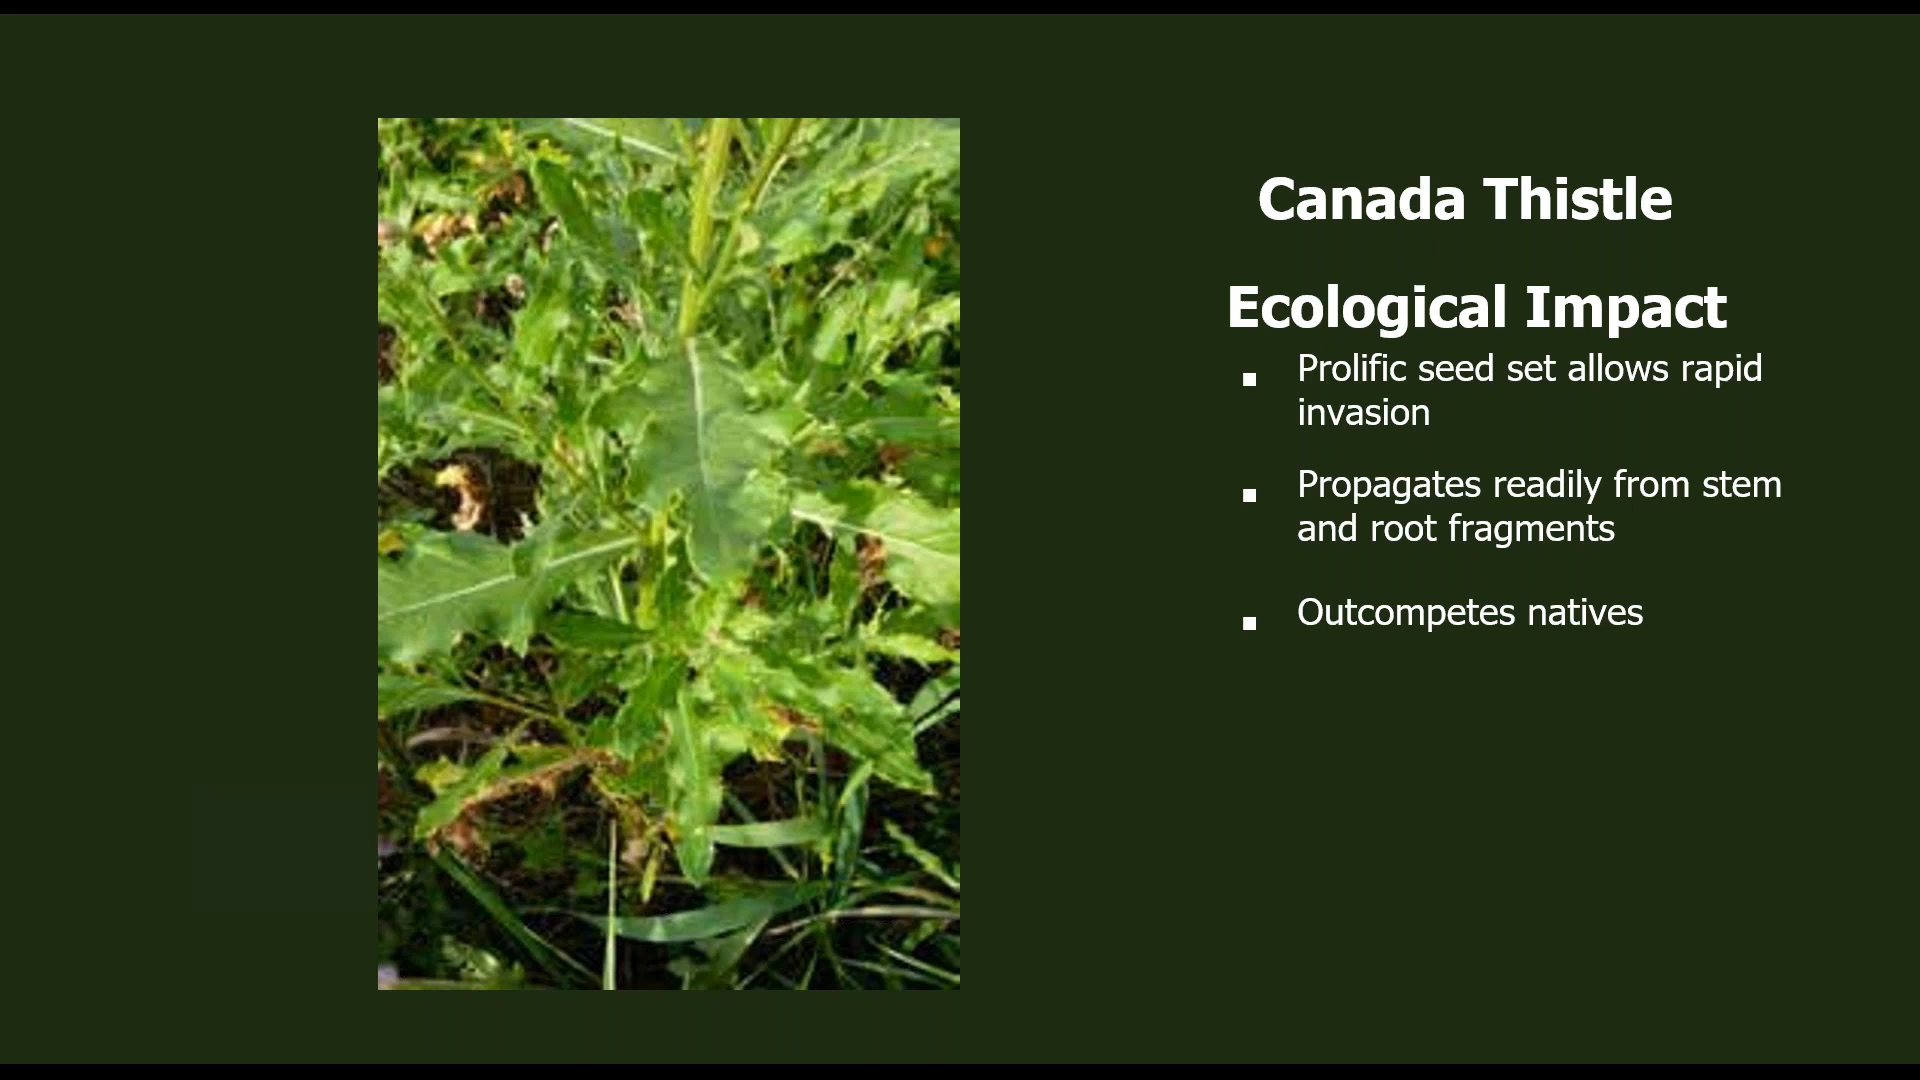 Canada Thistle
Ecological Impact
▪ Prolific seed set allows rapid
invasion
▪ Propagates readily from stem
and root fragments
▪ Outcompetes natives